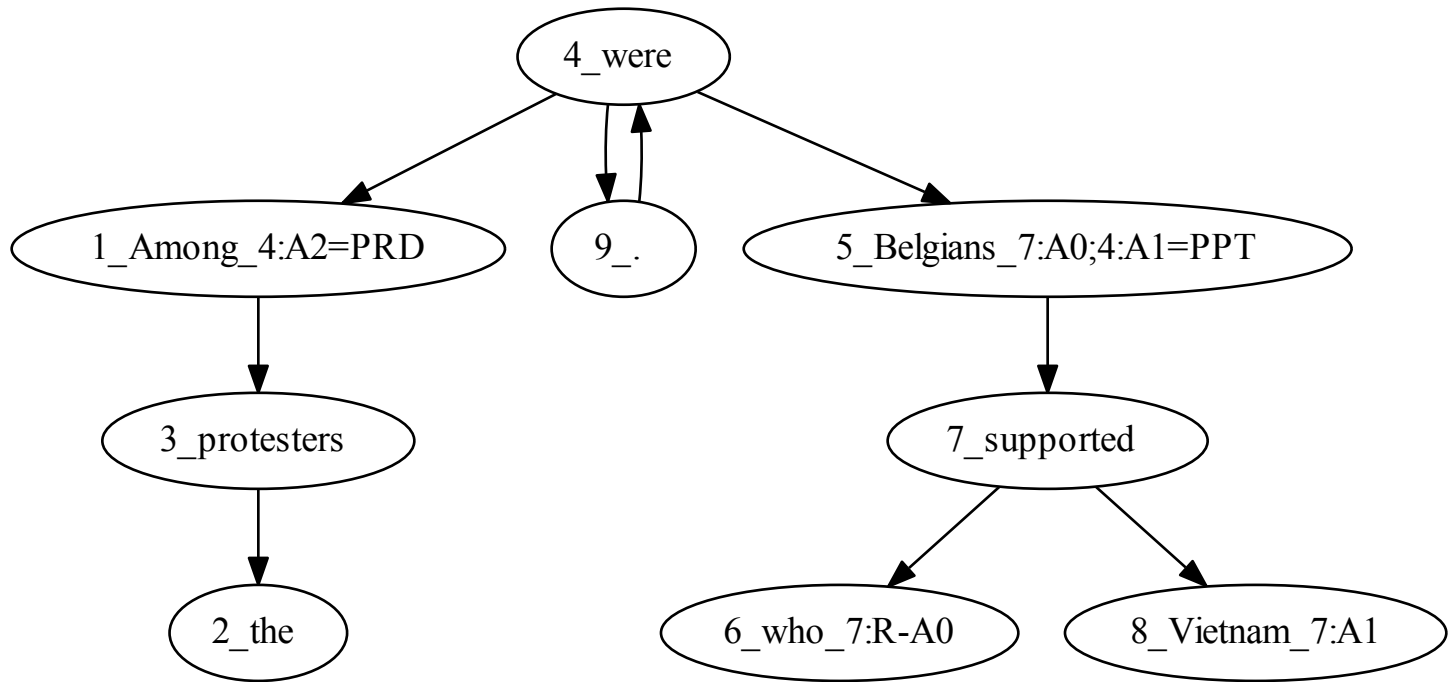 4_were
1_Among_4:A2=PRD
9_.
5_Belgians_7:A0;4:A1=PPT
3_protesters
7_supported
2_the
6_who_7:R-A0
8_Vietnam_7:A1